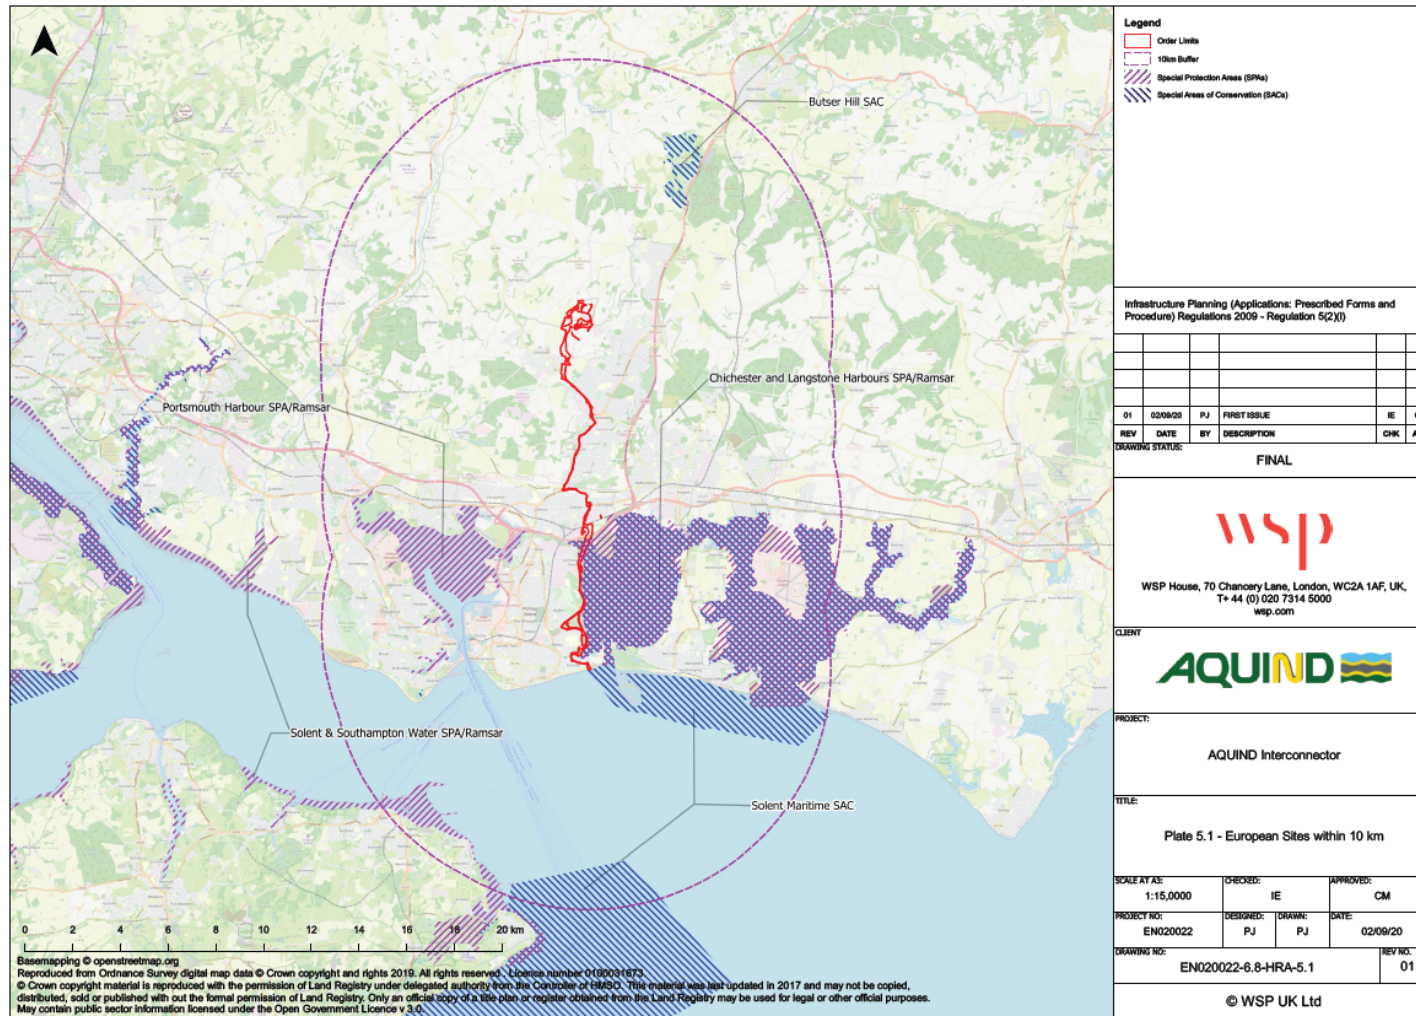 Butser Hill SAC
Chichester and Langstone Harbours SPA/Ramsar
Portsmouth Harbour SPA/Ramsar
Solent & Southampton Water SPA/Ramsar
Solent Maritime SAC
0 2 4 6 8 10 12 14 16 18 20 km
Basemapping © openstreetmap.org
Reproduced from Ordnance Survey digital map data © Crown copyright and rights 2019. All rights reserved. Licence number 0100031673.
© Crown copyright material is reproduced with the permission of Land Registry under delegated authority from the Controller of HMSO. This material was last updated in 2017 and may not be copied,
distributed, sold or published with out the formal permission of Land Registry. Only an official copy of a title plan or register obtained from the Land Registry may be used for legal or other official purposes.
May contain public sector information licensed under the Open Government Licence v 3.0.
Legend
Order Limits
10km Buffer
Special Protection Areas (SPAs)
Special Areas of Conservation (SACs)
Infrastructure Planning (Applications: Prescribed Forms and
Procedure) Regulations 2009 - Regulation 5(2)(l)
01 02/09/20 PJ FIRST ISSUE IE
REV DATE BY DESCRIPTION CHK
DRAWING STATUS:
FINAL
wsp
WSP House, 70 Chancery Lane, London, WC2A 1AF, UK,
T+ 44 (0) 020 7314 5000
wsp.com
CLIENT
AQUIND
PROJECT:
AQUIND Interconnector
TITLE:
Plate 5.1 - European Sites within 10 km
SCALE AT A3: CHECKED: APPROVED:
1:15,0000 IE CM
PROJECT NO: DESIGNED: DRAWN: DATE:
EN020022 PJ PJ 02/09/20
DRAWING NO: REV NO.
EN020022-6.8-HRA-5.1 01
© WSP UK Ltd